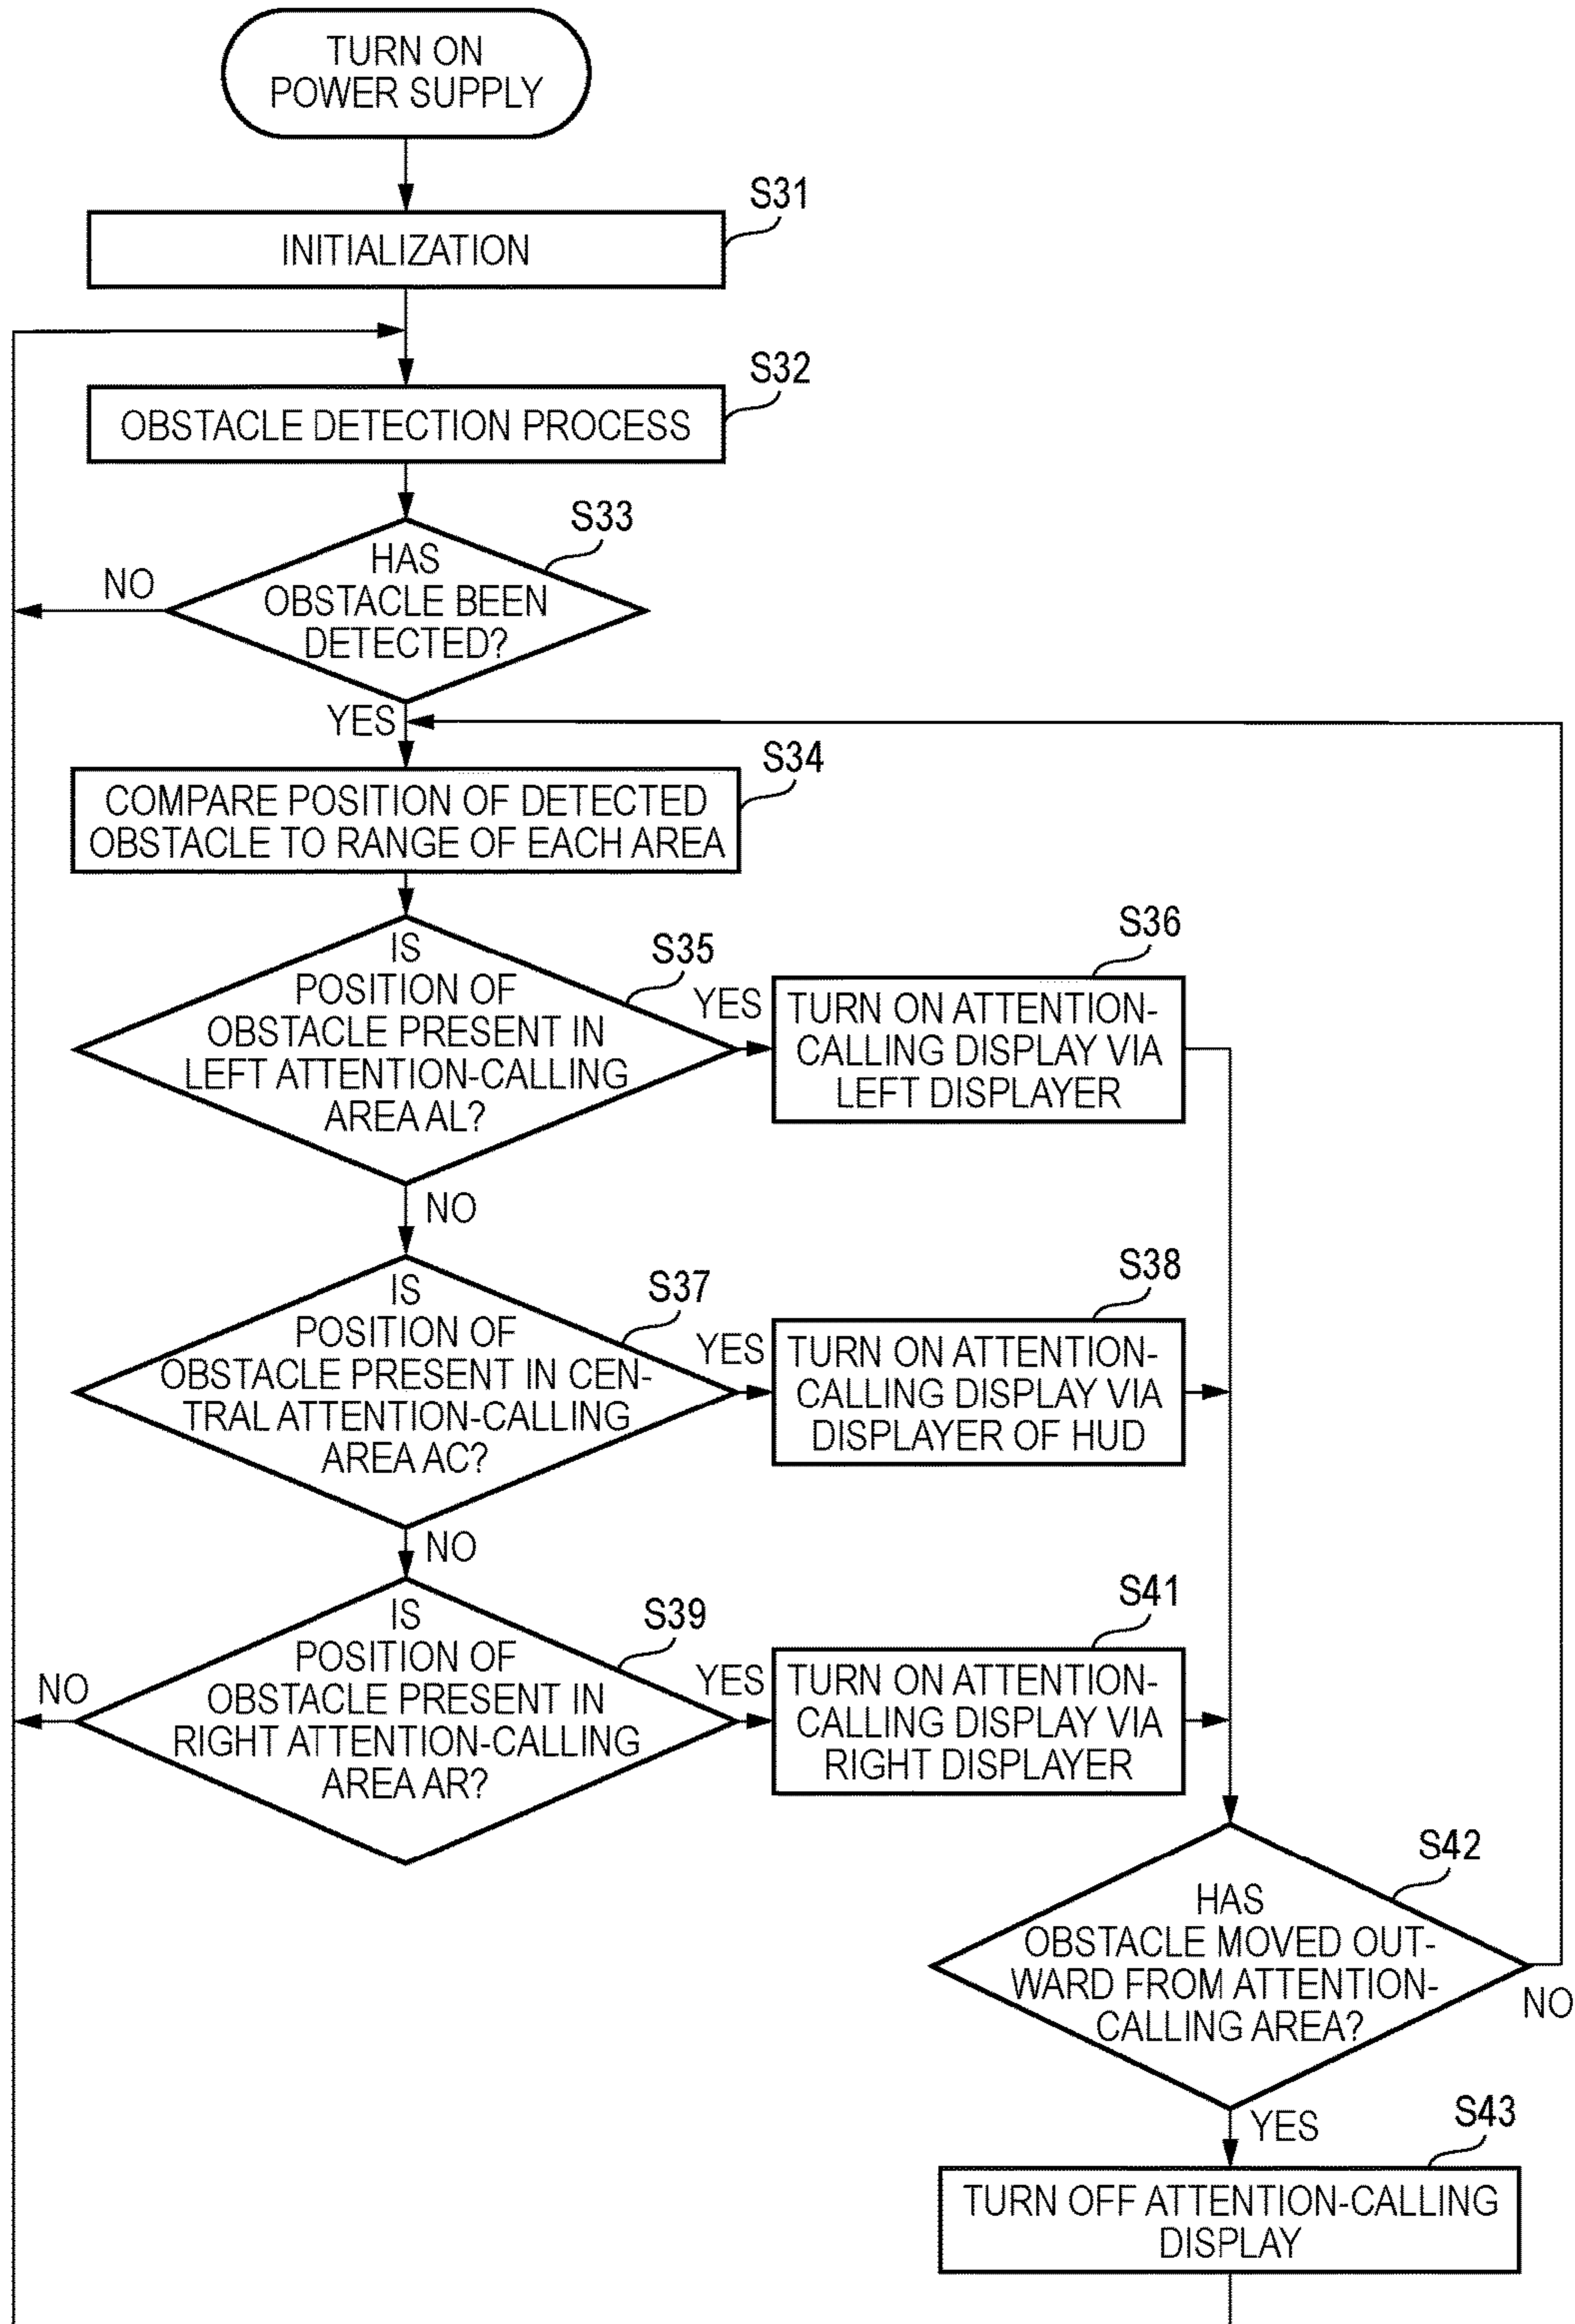 TURN ON
POWER SUPPLY
S31
INITIALIZATION
S32
OBSTACLE DETECTION PROCESS
S33
HAS
OBSTACLE BEEN
DETECTED?
NO
YES
S34
COMPARE POSITION OF DETECTED
OBSTACLE TO RANGE OF EACH AREA
S35
IS
POSITION OF
OBSTACLE PRESENT IN
LEFT ATTENTION-CALLING
AREA AL?
YES
S36
TURN ON ATTENTION-
CALLING DISPLAY VIA
LEFT DISPLAYER
NO
S37
IS
POSITION OF
OBSTACLE PRESENT IN CEN-
TRAL ATTENTION-CALLING
AREA AC?
YES
S38
TURN ON ATTENTION-
CALLING DISPLAY VIA
DISPLAYER OF HUD
NO
S39
IS
POSITION OF
OBSTACLE PRESENT IN
RIGHT ATTENTION-CALLING
AREA AR?
NO
YES
S41
TURN ON ATTENTION-
CALLING DISPLAY VIA
RIGHT DISPLAYER
S42
HAS
OBSTACLE MOVED OUT-
WARD FROM ATTENTION-
CALLING AREA?
NO
YES
S43
TURN OFF ATTENTION-CALLING
DISPLAY